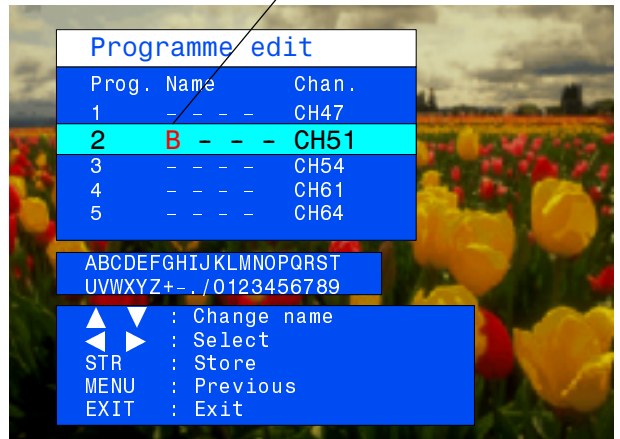 Programme edit
Prog. Name Chan.
1 – – – – CH47
2 B – – – CH51
3 – – – – CH54
4 – – – – CH61
5 – – – – CH64
ABCDEFGHIJKLMNOPQRST
UVWXYZ+–./0123456789
: Change name
: Select
STR : Store
MENU : Previous
EXIT : Exit